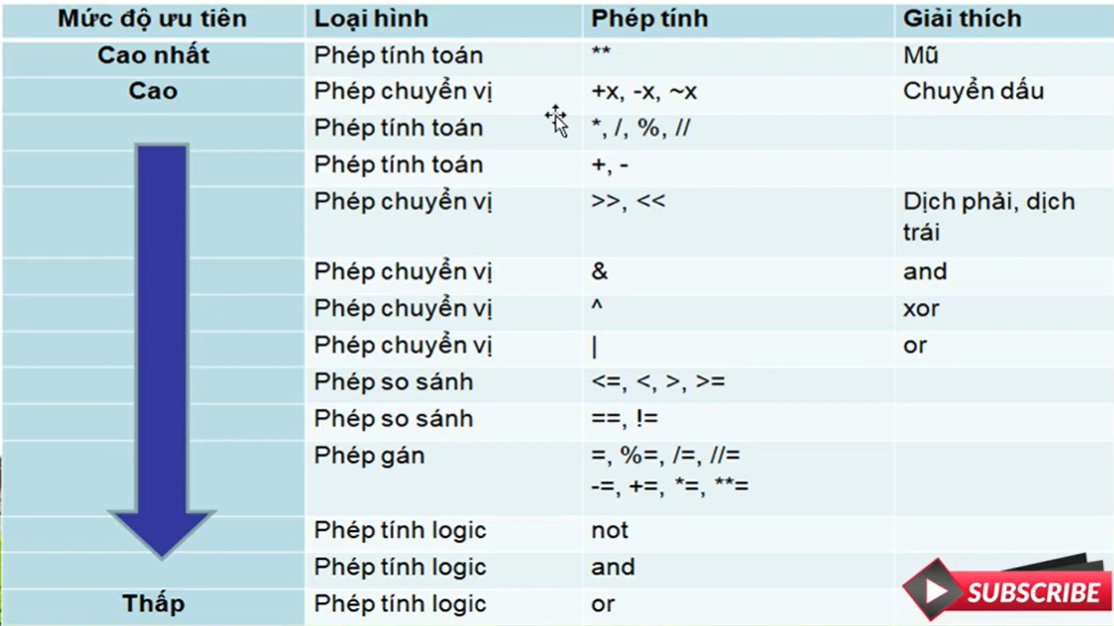 Mức độ ưu tiên Loại hình Phép tính Giải thích
Cao nhất Phép tính toán ** Mũ
Cao Phép chuyển vị +x, -x, ~x Chuyển dấu
Phép tính toán *, /, %, //
Phép tính toán +, -
Phép chuyển vị >>, << Dịch phải, dịch
trái
Phép chuyển vị & and
Phép chuyển vị ^ xor
Phép chuyển vị | or
Phép so sánh <=, <, >, >=
Phép so sánh ==, !=
Phép gán =, %=, /=, //=
-=, +=, *=, **=
Phép tính logic not
Phép tính logic and
Thấp Phép tính logic or
SUBSCRIBE